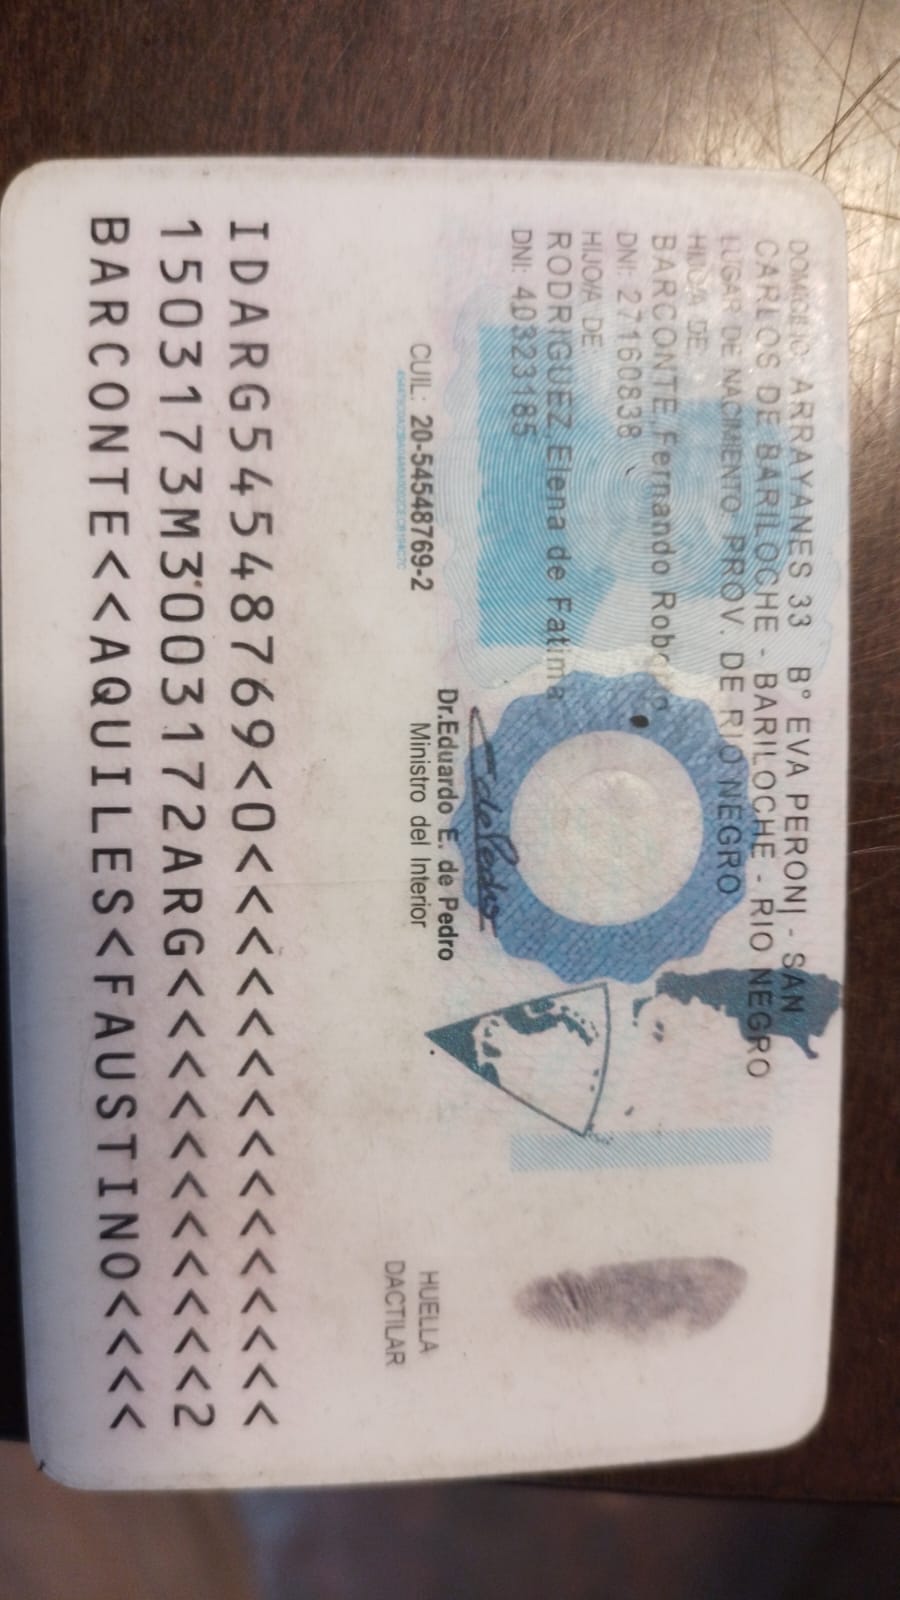 DOMICILIO: ARRAYANES 33 B° EVA PERON| - SAN
CARLOS DE BARILOCHE - BARILOCHE - RIO NEGRO
LUGAR DE NACIMIENTO: PROV. DE RIO NEGRO
HIJO/A DE:
BARCONTE, Fernando Roberto
DNI: 27160838
HIJO/A DE:
RODRIGUEZ, Elena de Fatima
DNI: 40323185
Dr.Eduardo E. de Pedro
Ministro del Interior
CUIL: 20-54548769-2
HUELLA
DACTILAR
IDARG54548769<0<<<<<<<<<<<<<<<
1503173M3003172ARG<<<<<<<<<<<2
BARCONTE<<AQUILES<FAUSTINO<<<<